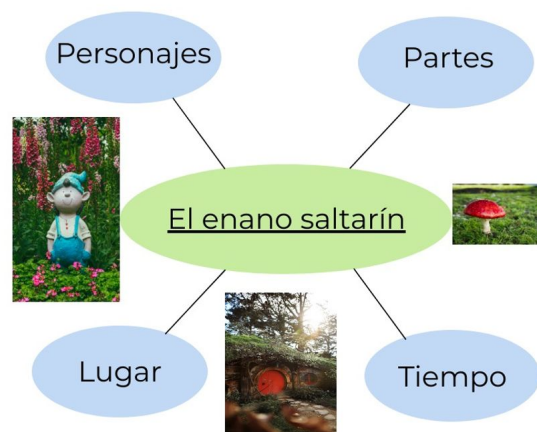 Personajes
Partes
El enano saltarín
Lugar
Tiempo